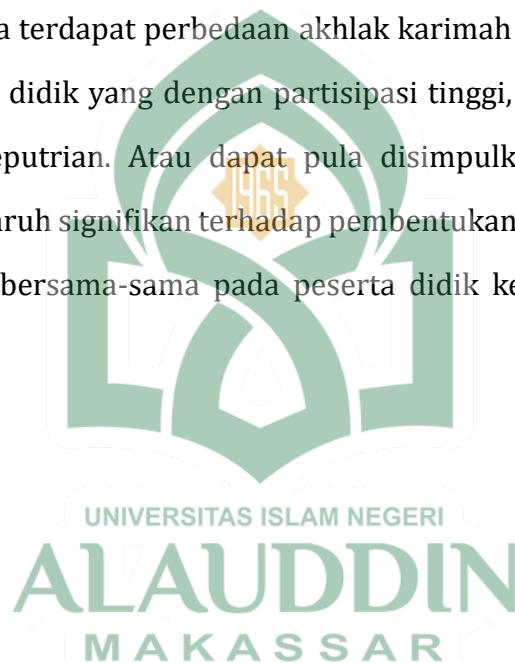 a terdapat perbedaan akhlak karimah
didik yang dengan partisipasi tinggi,
eputrian. Atau dapat pula disimpulk
ruh signifikan terhadap pembentukan
bersama-sama pada peserta didik ke
1965
UNIVERSITAS ISLAM NEGERI
ALAUDDIN
MAKASSAR